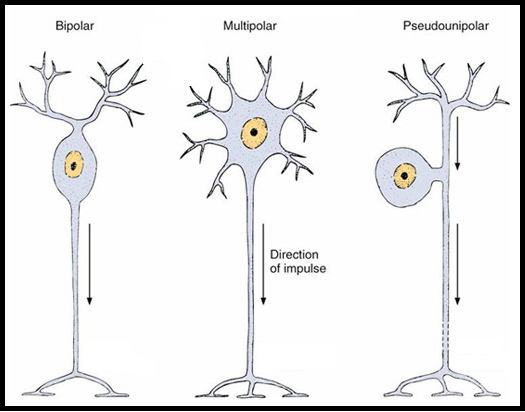 Bipolar
Multipolar
Pseudounipolar
Direction
of impulse